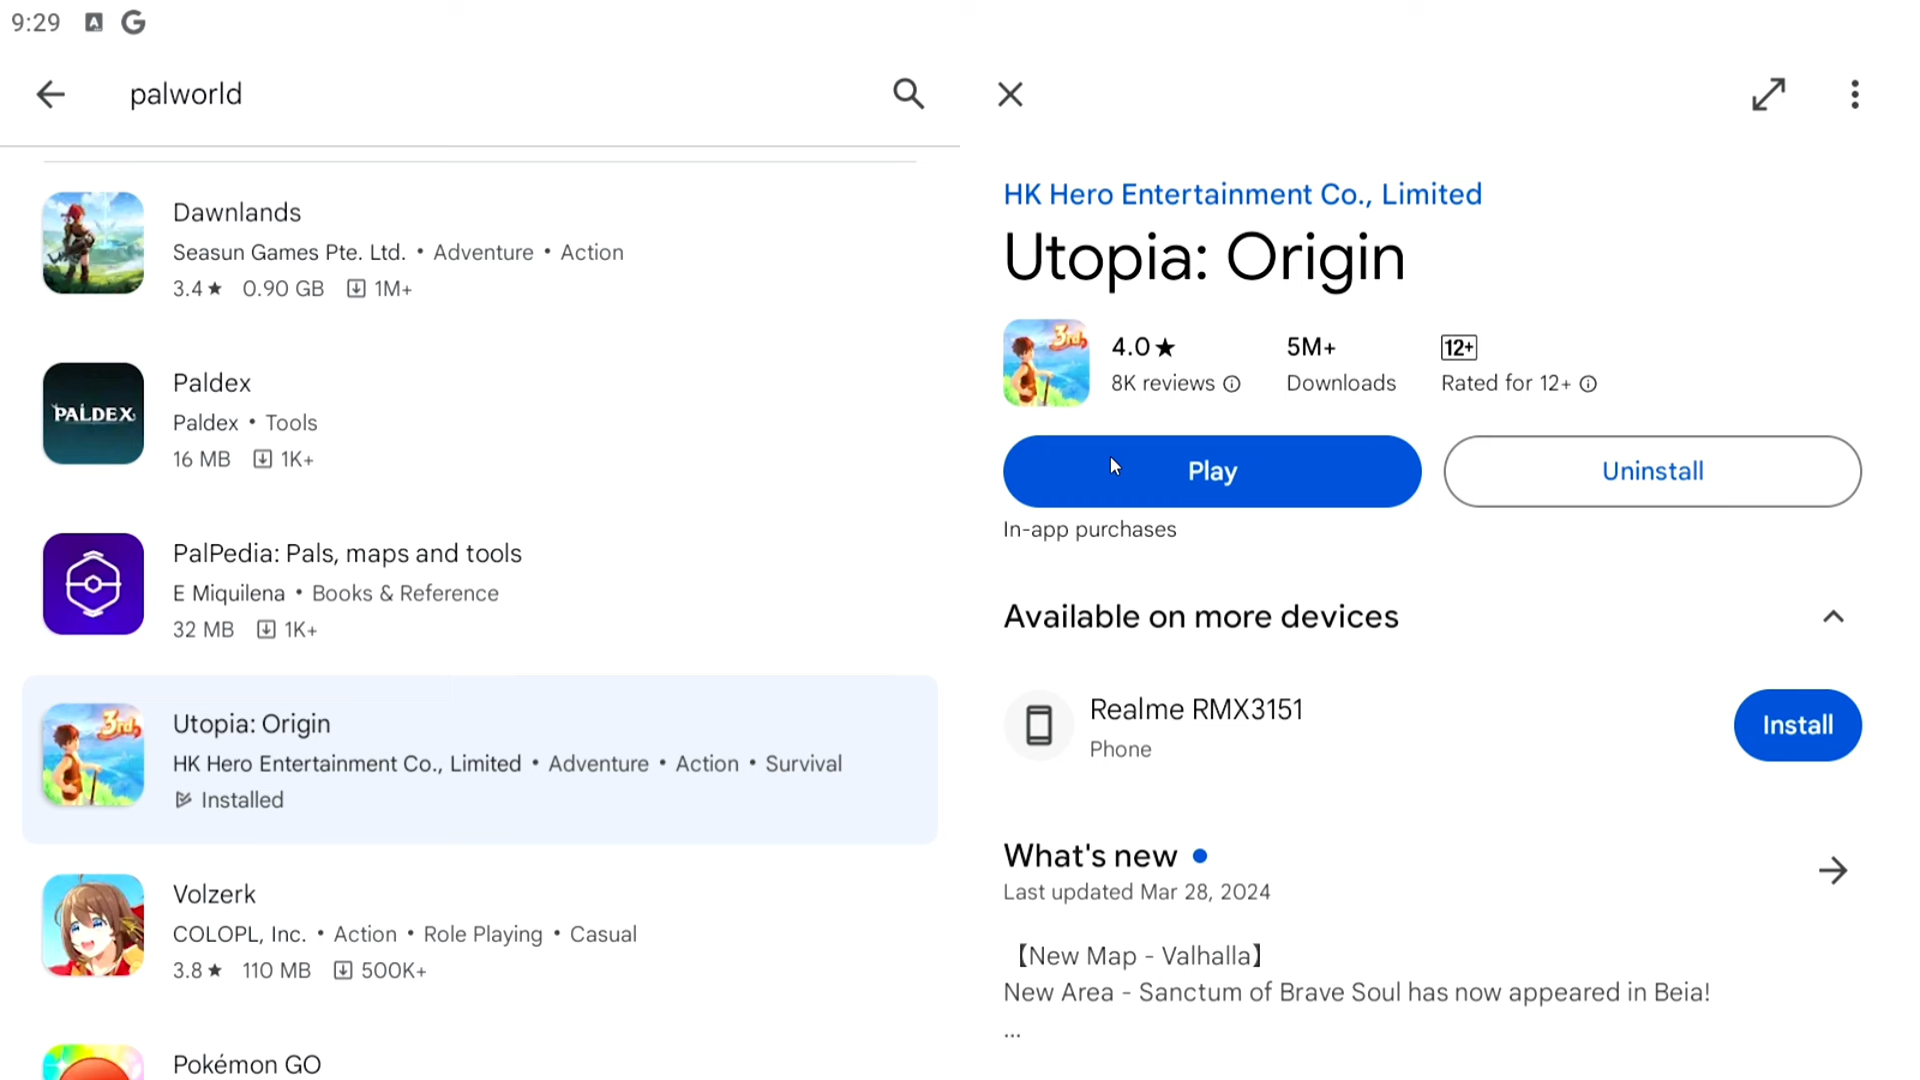 9:29
palworld
Dawnlands
Seasun Games Pte. Ltd. • Adventure • Action
3.4★ 0.90 GB 1M+
PALDEX
Paldex
Paldex • Tools
16 MB 1K+
PalPedia: Pals, maps and tools
E Miquilena • Books & Reference
32 MB 1K+
3rd
Utopia: Origin
HK Hero Entertainment Co., Limited • Adventure • Action • Survival
Installed
Volzerk
COLOPL, Inc. • Action • Role Playing • Casual
3.8★ 110 MB 500K+
Pokémon GO
HK Hero Entertainment Co., Limited
Utopia: Origin
3rd
4.0★
8K reviews
5M+
Downloads
12+
Rated for 12+
Play
Uninstall
In-app purchases
Available on more devices
Realme RMX3151
Phone
Install
What's new
Last updated Mar 28, 2024
【New Map - Valhalla】
New Area - Sanctum of Brave Soul has now appeared in Beia!
...